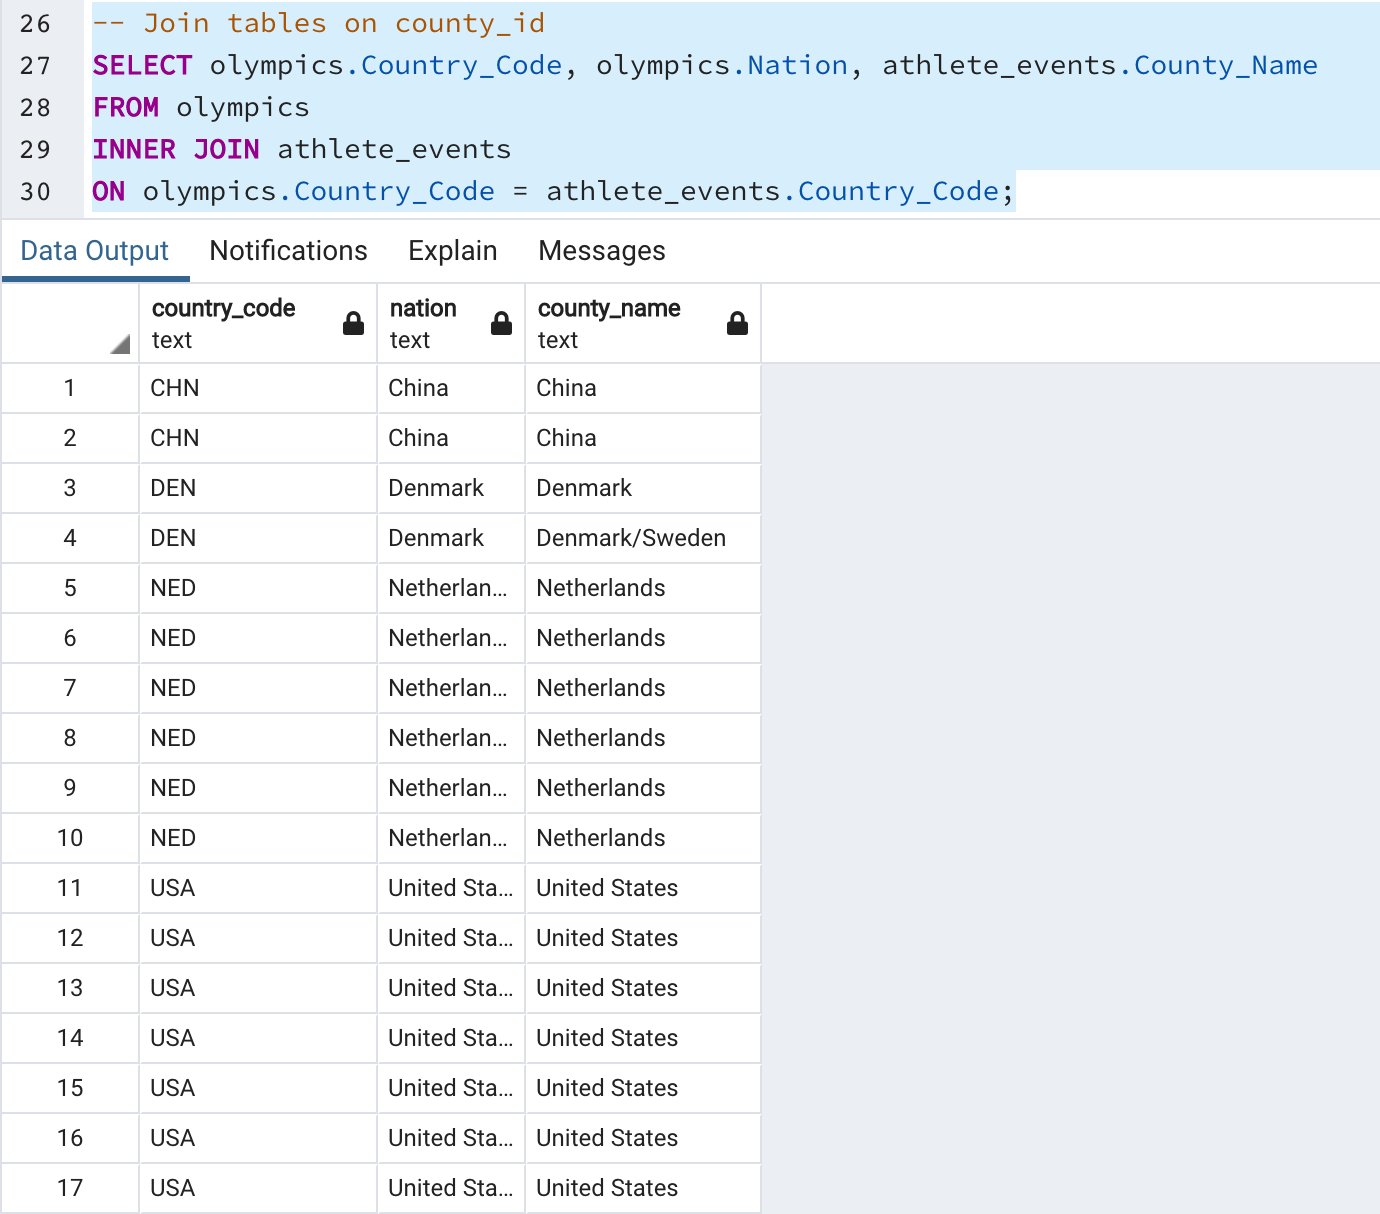 26 -- Join tables on county_id
27 SELECT olympics.Country_Code, olympics.Nation, athlete_events.County_Name
28 FROM olympics
29 INNER JOIN athlete_events
30 ON olympics.Country_Code = athlete_events.Country_Code;
Data Output Notifications Explain Messages
country_code nation county_name
text text text
1 CHN China China
2 CHN China China
3 DEN Denmark Denmark
4 DEN Denmark Denmark/Sweden
5 NED Netherlan... Netherlands
6 NED Netherlan... Netherlands
7 NED Netherlan... Netherlands
8 NED Netherlan... Netherlands
9 NED Netherlan... Netherlands
10 NED Netherlan... Netherlands
11 USA United Sta... United States
12 USA United Sta... United States
13 USA United Sta... United States
14 USA United Sta... United States
15 USA United Sta... United States
16 USA United Sta... United States
17 USA United Sta... United States